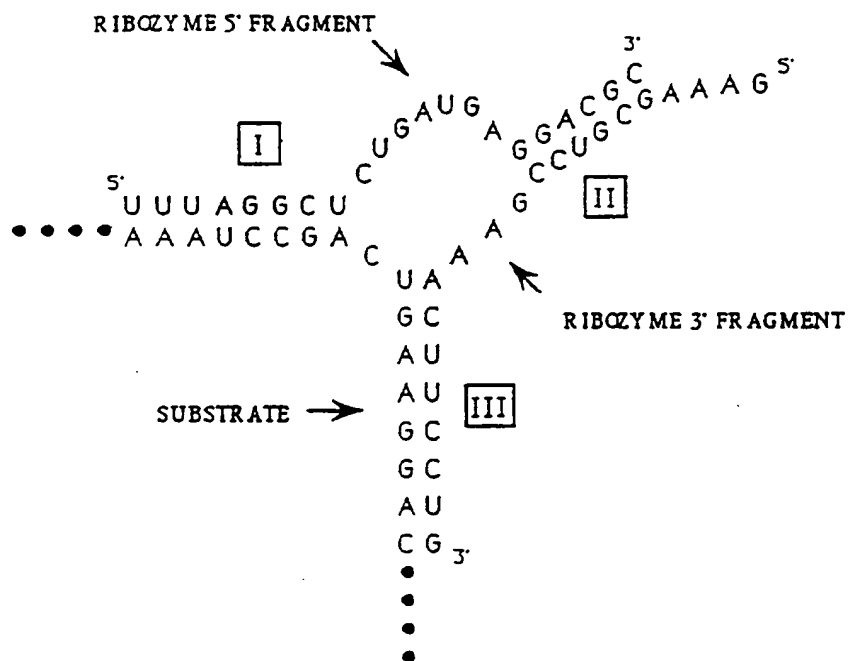 RIBOZYME 5' FRAGMENT
3'
C U G A U G A G G A C G C
5'
G A A A G C G U C C G A A
I
5'
U U U A G G C U
A A A U C C G A C
II
RIBOZYME 3' FRAGMENT
U A
G C
A U
A U
SUBSTRATE
III
G C
G C
A U
C G 3'